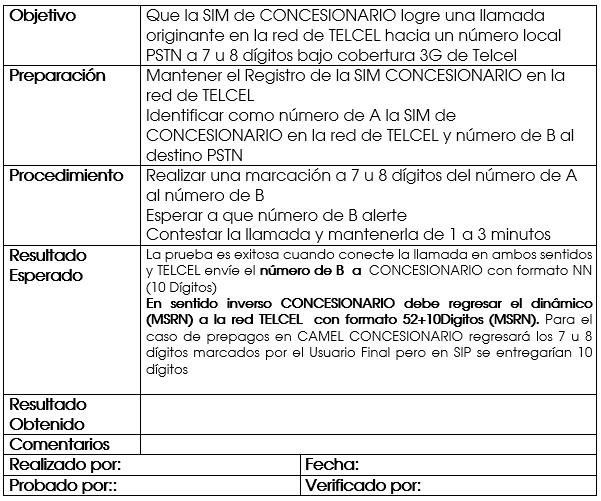 Objetivo
Que la SIM de CONCESIONARIO logre una llamada
originante en la red de TELCEL hacia un número local
PSTN a 7 u 8 dígitos bajo cobertura 3G de Telcel
Preparación
Mantener el Registro de la SIM CONCESIONARIO en la
red de TELCEL
Identificar como número de A la SIM de
CONCESIONARIO en la red de TELCEL y número de B al
destino PSTN
Procedimiento
Realizar una marcación a 7 u 8 dígitos del número de A
al número de B
Esperar a que número de B alerte
Contestar la llamada y mantenerla de 1 a 3 minutos
Resultado
Esperado
La prueba es exitosa cuando conecte la llamada en ambos sentidos
y TELCEL envíe el número de B a CONCESIONARIO con formato NN
(10 Dígitos)
En sentido inverso CONCESIONARIO debe regresar el dinámico
(MSRN) a la red TELCEL con formato 52+10Digitos (MSRN). Para el
caso de prepagos en CAMEL CONCESIONARIO regresará los 7 u 8
dígitos marcados por el Usuario Final pero en SIP se entregarían 10
dígitos
Resultado
Obtenido
Comentarios
Realizado por:
Fecha:
Probado por::
Verificado por: